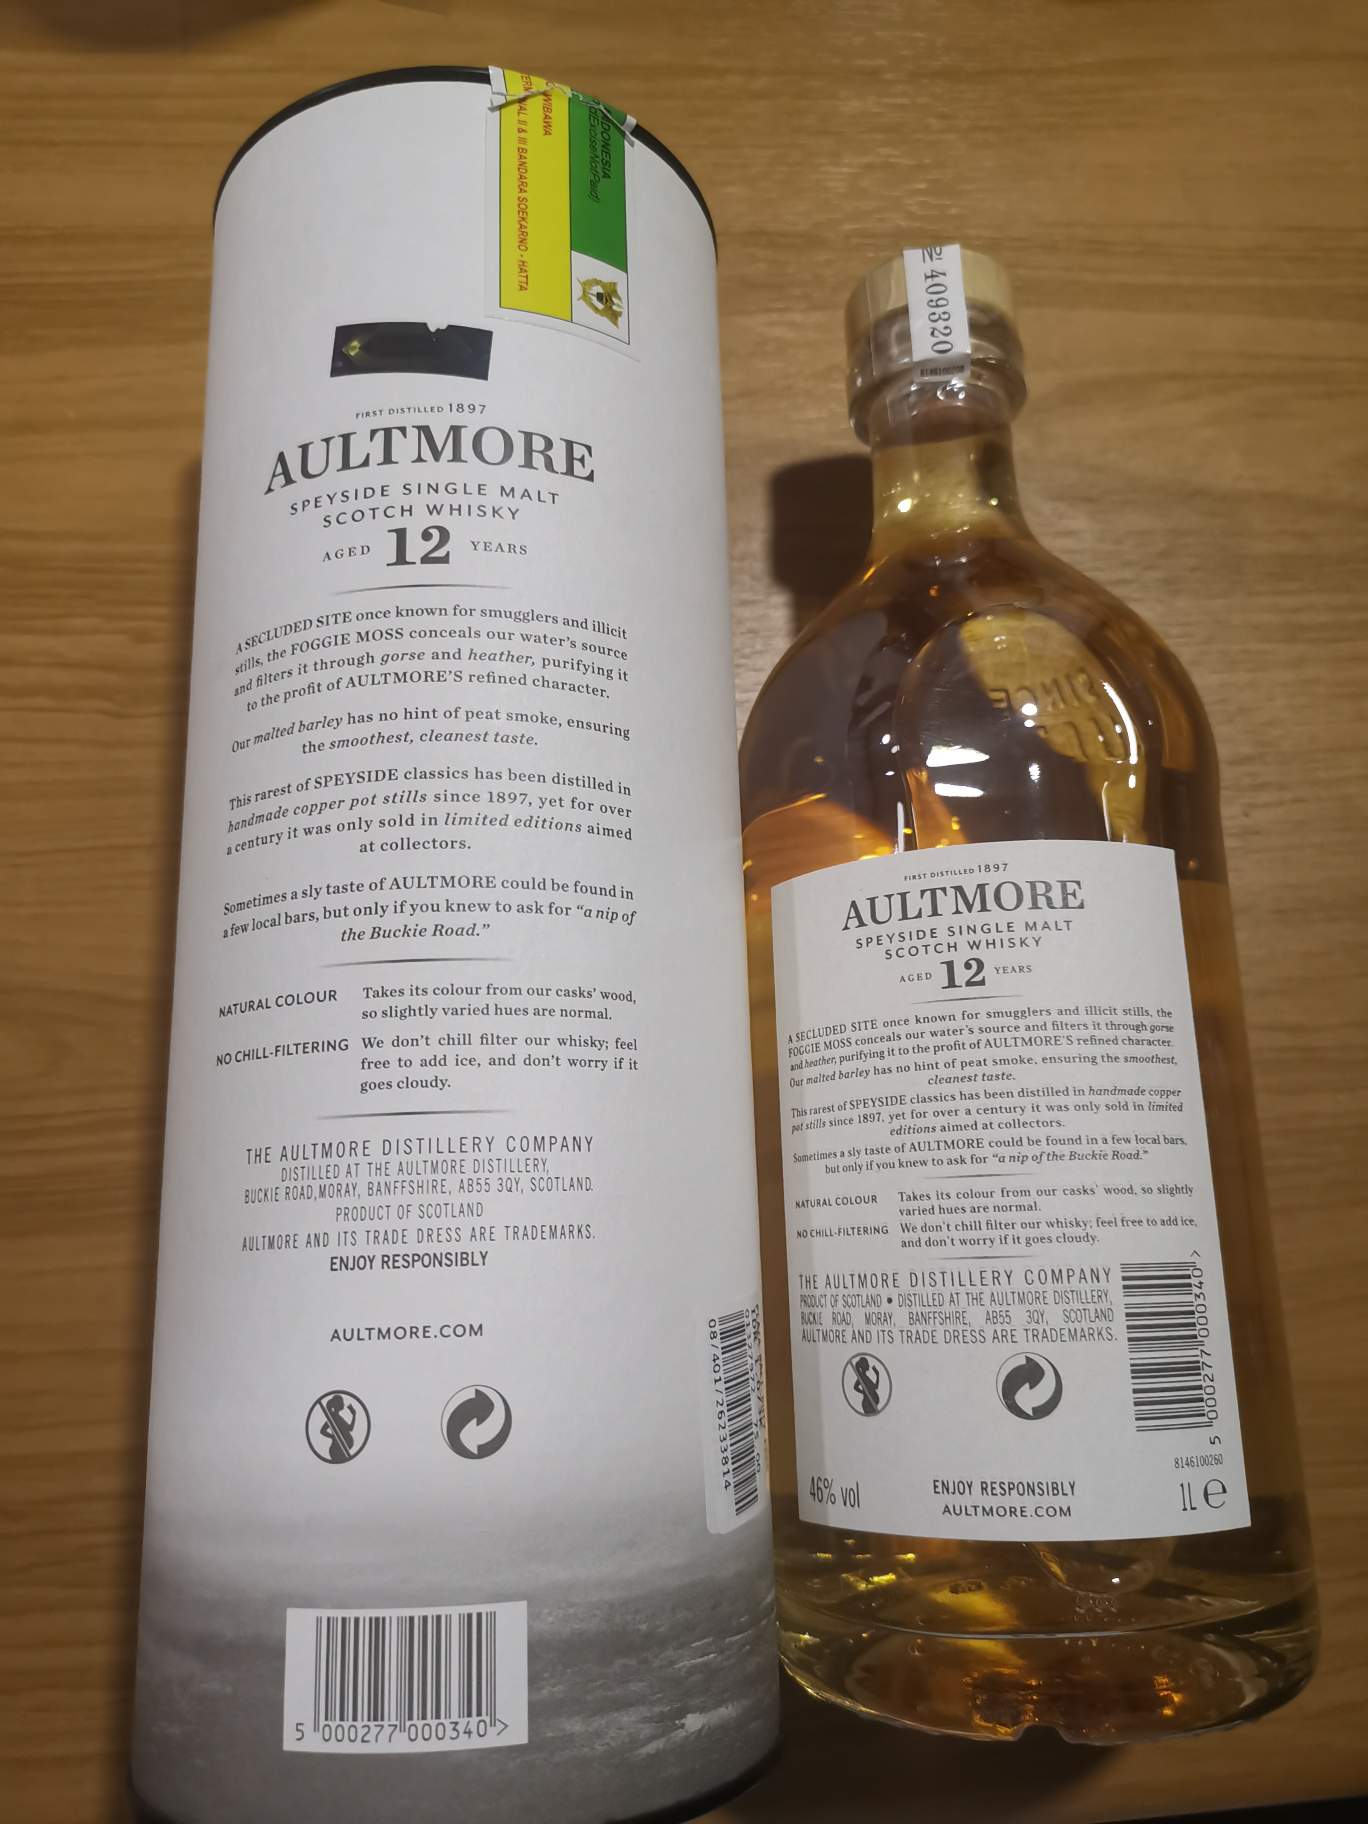 WIBAWA
INAL II & III BANDARA SOEKARNO - HATTA
FIRST DISTILLED 1897
AULTMORE
SPEYSIDE SINGLE MALT
SCOTCH WHISKY
AGED 12 YEARS
A SECLUDED SITE once known for smugglers and illicit
stills, the FOGGIE MOSS conceals our water's source
and filters it through gorse and heather, purifying it
to the profit of AULTMORE'S refined character.
Our malted barley has no hint of peat smoke, ensuring
the smoothest, cleanest taste.
This rarest of SPEYSIDE classics has been distilled in
handmade copper pot stills since 1897, yet for over
a century it was only sold in limited editions aimed
at collectors.
Sometimes a sly taste of AULTMORE could be found in
a few local bars, but only if you knew to ask for “a nip of
the Buckie Road.”
NATURAL COLOUR Takes its colour from our casks' wood,
so slightly varied hues are normal.
NO CHILL-FILTERING We don't chill filter our whisky; feel
free to add ice, and don't worry if it
goes cloudy.
THE AULTMORE DISTILLERY COMPANY
DISTILLED AT THE AULTMORE DISTILLERY,
BUCKIE ROAD,MORAY, BANFFSHIRE, AB55 3QY, SCOTLAND.
PRODUCT OF SCOTLAND
AULTMORE AND ITS TRADE DRESS ARE TRADEMARKS.
ENJOY RESPONSIBLY
AULTMORE.COM
5 000277 000340 >
08/401/2623814
№ 409320
SINCE
FIRST DISTILLED 1897
AULTMORE
SPEYSIDE SINGLE MALT
SCOTCH WHISKY
AGED 12 YEARS
A SECLUDED SITE once known for smugglers and illicit stills, the
FOGGIE MOSS conceals our water's source and filters it through gorse
and heather, purifying it to the profit of AULTMORE'S refined character.
Our malted barley has no hint of peat smoke, ensuring the smoothest,
cleanest taste.
This rarest of SPEYSIDE classics has been distilled in handmade copper
pot stills since 1897, yet for over a century it was only sold in limited
editions aimed at collectors.
Sometimes a sly taste of AULTMORE could be found in a few local bars,
but only if you knew to ask for “a nip of the Buckie Road.”
NATURAL COLOUR Takes its colour from our casks' wood, so slightly
varied hues are normal.
NO CHILL-FILTERING We don't chill filter our whisky; feel free to add ice,
and don't worry if it goes cloudy.
THE AULTMORE DISTILLERY COMPANY
PRODUCT OF SCOTLAND • DISTILLED AT THE AULTMORE DISTILLERY,
BUCKIE ROAD, MORAY, BANFFSHIRE, AB55 3QY, SCOTLAND
AULTMORE AND ITS TRADE DRESS ARE TRADEMARKS.
5 000277 000340 >
8146100260
46% vol
ENJOY RESPONSIBLY
AULTMORE.COM
1L e